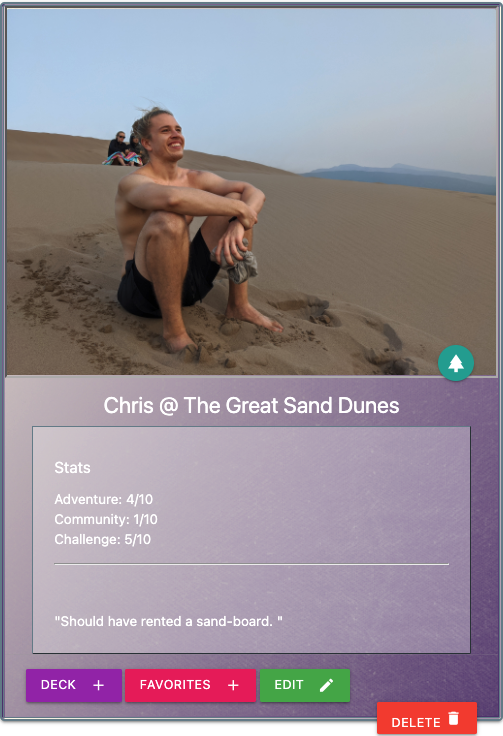 Chris @ The Great Sand Dunes
Stats
Adventure: 4/10
Community: 1/10
Challenge: 5/10
"Should have rented a sand-board. "
DECK
FAVORITES
EDIT
DELETE